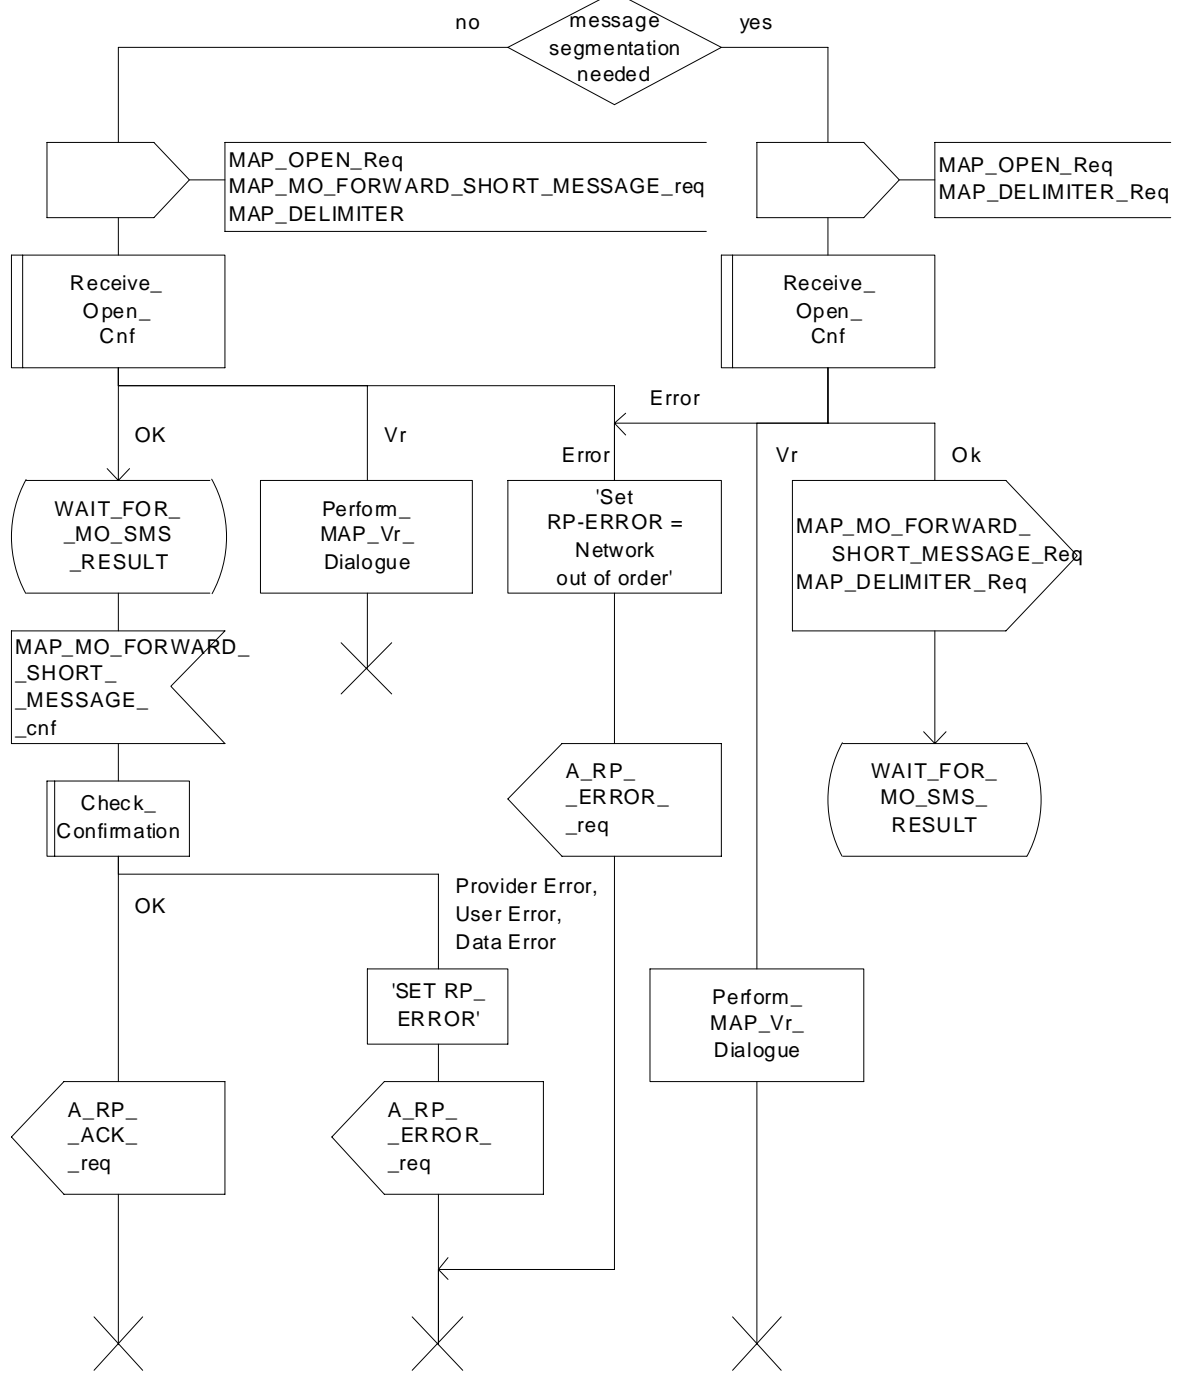 no
message
segmentation
needed
yes
MAP_OPEN_Req
MAP_MO_FORWARD_SHORT_MESSAGE_req
MAP_DELIMITER
MAP_OPEN_Req
MAP_DELIMITER_Req
Receive_
Open_
Cnf
Receive_
Open_
Cnf
Error
OK
Vr
Error
Vr
Ok
WAIT_FOR_
_MO_SMS
_RESULT
Perform_
MAP_Vr_
Dialogue
'Set
RP-ERROR =
Network
out of order'
MAP_MO_FORWARD_
SHORT_MESSAGE_Req
MAP_DELIMITER_Req
MAP_MO_FORWARD_
_SHORT_
_MESSAGE_
_cnf
A_RP_
_ERROR_
_req
WAIT_FOR_
MO_SMS_
RESULT
Check_
Confirmation
OK
Provider Error,
User Error,
Data Error
'SET RP_
ERROR'
Perform_
MAP_Vr_
Dialogue
A_RP_
_ACK_
_req
A_RP_
_ERROR_
_req